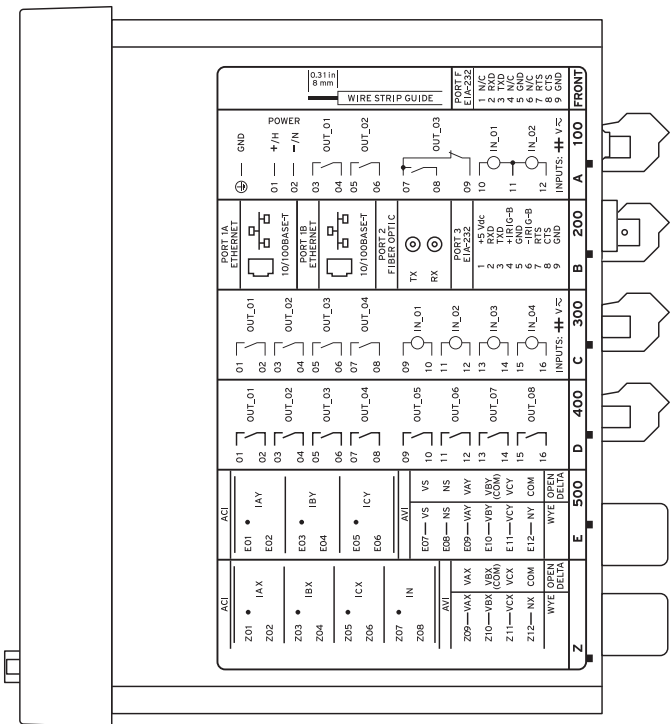 0.31 in
8 mm
WIRE STRIP GUIDE
PORT F
EIA-232
1 N/C
2 RXD
3 TXD
4 N/C
5 GND
6 N/C
7 RTS
8 CTS
9 GND
FRONT
GND
POWER
01 +/H
02 −/N
03
04
OUT_01
05
06
OUT_02
07
08
09
OUT_03
10
IN_01
11
IN_02
12
INPUTS: V
A 100
PORT 1A
ETHERNET
10/100BASE-T
PORT 1B
ETHERNET
10/100BASE-T
PORT 2
FIBER OPTIC
TX
RX
PORT 3
EIA-232
1 +5 Vdc
2 RXD
3 TXD
4 +IRIG-B
5 GND
6 -IRIG-B
7 RTS
8 CTS
9 GND
B 200
01
02
OUT_01
03
04
OUT_02
05
06
OUT_03
07
08
OUT_04
09
10
IN_01
11
12
IN_02
13
14
IN_03
15
16
IN_04
INPUTS: V
C 300
01
02
OUT_01
03
04
OUT_02
05
06
OUT_03
07
08
OUT_04
09
10
OUT_05
11
12
OUT_06
13
14
OUT_07
15
16
OUT_08
D 400
ACI
E01
E02
IAY
E03
E04
IBY
E05
E06
ICY
AVI
E07 VS VS
E08 NS NS
E09 VAY VAY
E10 VBY VBY (COM)
E11 VCY VCY
E12 NY COM
WYE OPEN DELTA
E 500
ACI
Z01
Z02
IAX
Z03
Z04
IBX
Z05
Z06
ICX
Z07
Z08
IN
AVI
Z09 VAX VAX
Z10 VBX VBX (COM)
Z11 VCX VCX
Z12 NX COM
WYE OPEN DELTA
Z